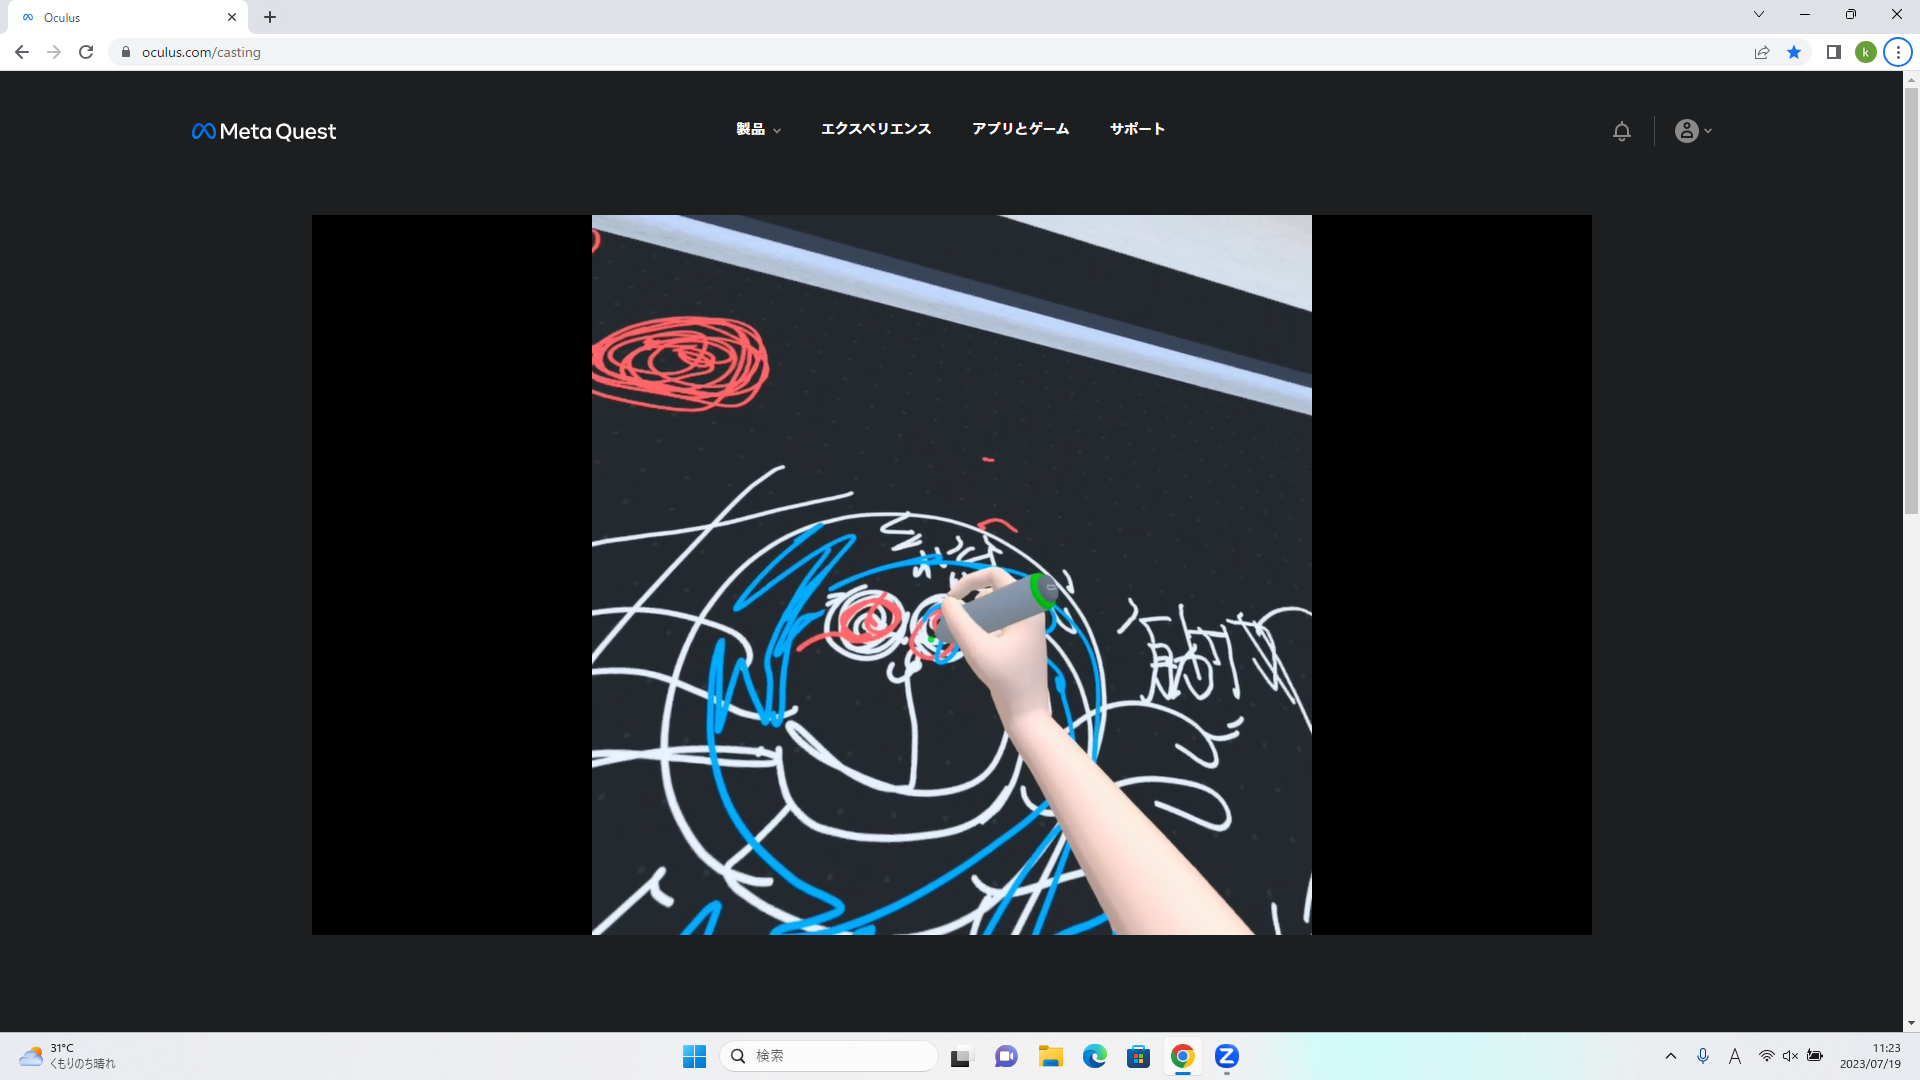 Oculus
oculus.com/casting
k
Meta Quest
製品
エクスペリエンス
アプリとゲーム
サポート
31°C
くもりのち晴れ
検索
A
11:23
2023/07/19